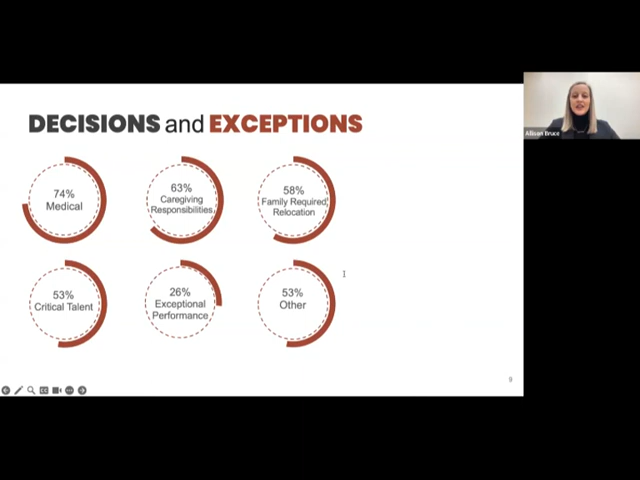 DECISIONS and EXCEPTIONS
74%
Medical
63%
Caregiving
Responsibilities
58%
Family Required
Relocation
53%
Critical Talent
26%
Exceptional
Performance
53%
Other
9
Allison Bruce